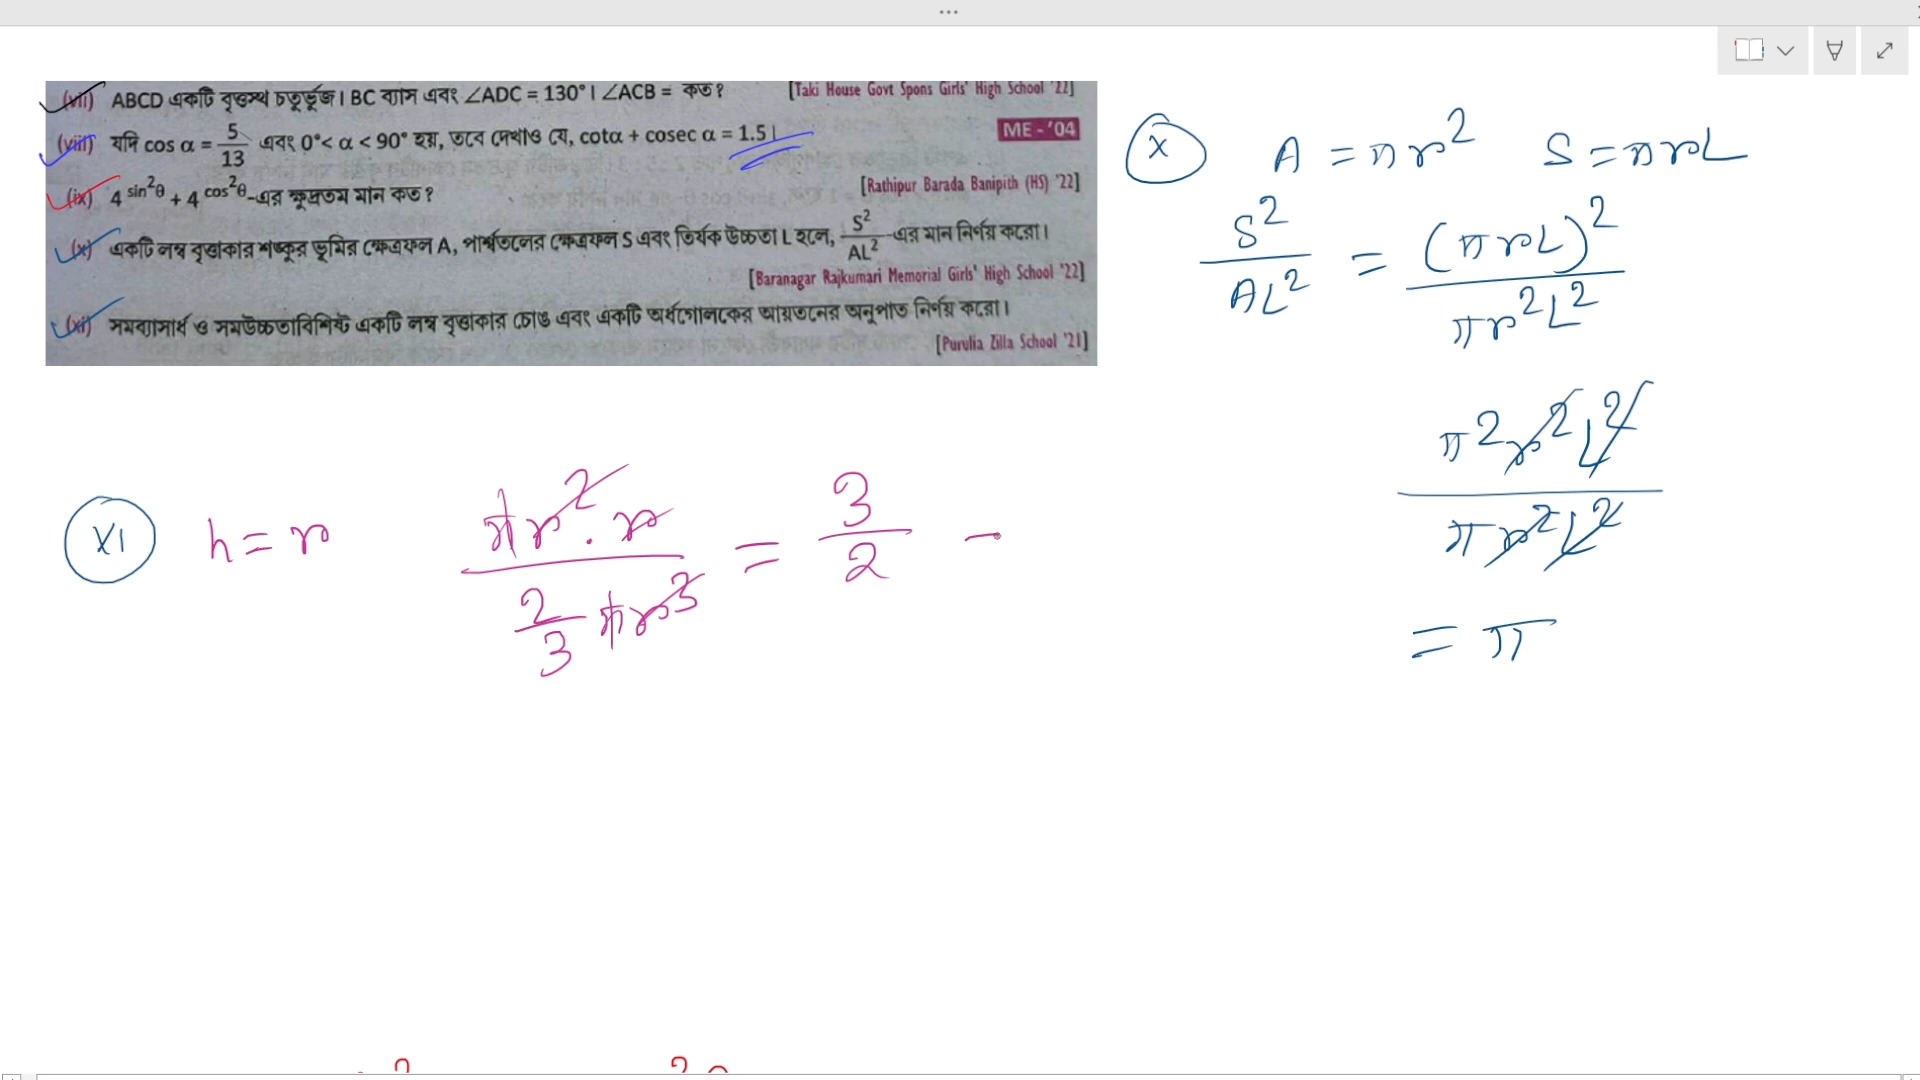 (vii) ABCD একটি বৃত্তস্থ চতুর্ভুজ। BC ব্যাস এবং ∠ADC = 130°। ∠ACB = কত? [Taki House Govt Spons Girls' High School '22]
(viii) যদি cos α = 5/13 এবং 0°< α < 90° হয়, তবে দেখাও যে, cotα + cosec α = 1.5। ME - '04
(ix) 4^sin²θ + 4^cos²θ-এর ক্ষুদ্রতম মান কত? [Rathipur Barada Banipith (HS) '22]
(x) একটি লম্ব বৃত্তাকার শঙ্কুর ভূমির ক্ষেত্রফল A, পার্শ্বতলের ক্ষেত্রফল S এবং তির্যক উচ্চতা L হলে, S²/AL² -এর মান নির্ণয় করো।
[Baranagar Rajkumari Memorial Girls' High School '22]
(xi) সমব্যাসার্ধ ও সমউচ্চতাবিশিষ্ট একটি লম্ব বৃত্তাকার চোঙ এবং একটি অর্ধগোলকের আয়তনের অনুপাত নির্ণয় করো।
[Purulia Zilla School '21]
X A = πr² S = πrL
S²/AL² = (πrL)²/πr²L²
π²r²L²/πr²L²
= π
XI h = r πr².r / 2/3 πr³ = 3/2 -